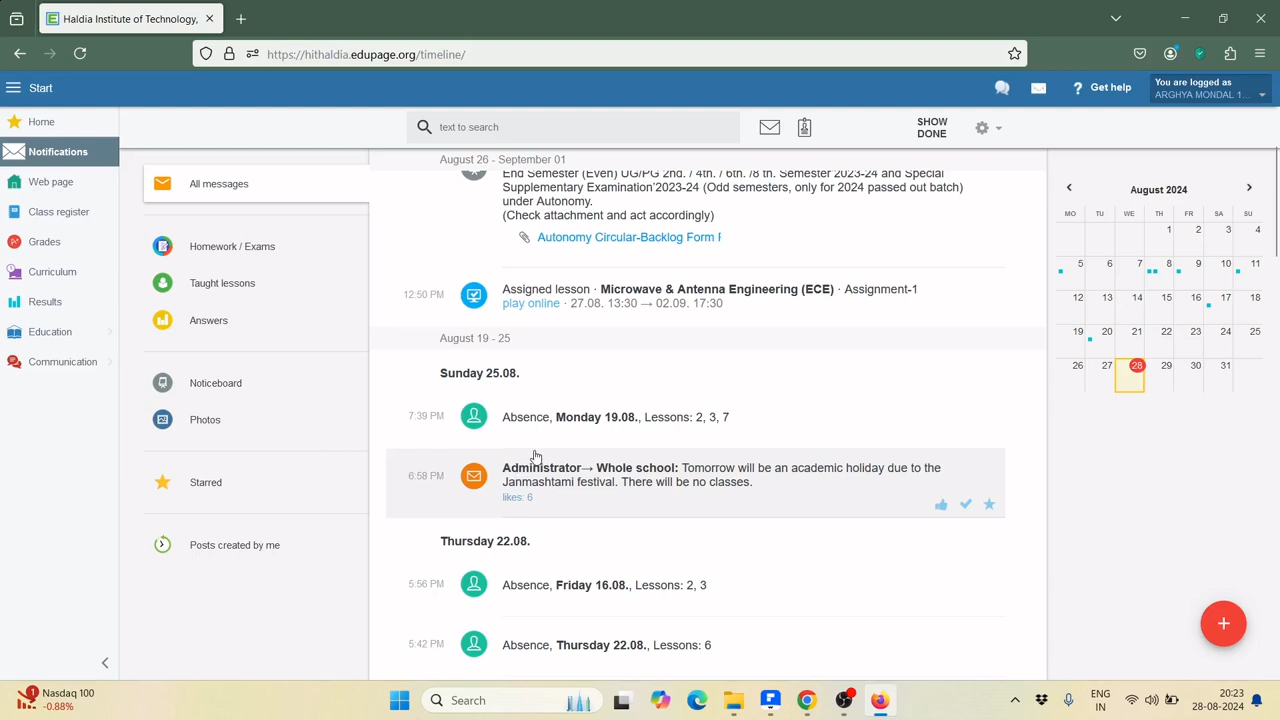 Haldia Institute of Technology,
https://hithaldia.edupage.org/timeline/
Start
Get help
You are logged as
ARGHYA MONDAL 1...
Home
Notifications
Web page
Class register
Grades
Curriculum
Results
Education
Communication
text to search
SHOW
DONE
All messages
Homework / Exams
Taught lessons
Answers
Noticeboard
Photos
Starred
Posts created by me
August 26 - September 01
End Semester (Even) UG/PG 2nd. / 4th. / 6th. /8 th. Semester 2023-24 and Special
Supplementary Examination'2023-24 (Odd semesters, only for 2024 passed out batch)
under Autonomy.
(Check attachment and act accordingly)
Autonomy Circular-Backlog Form F
12:50 PM
Assigned lesson · Microwave & Antenna Engineering (ECE) · Assignment-1
play online · 27.08. 13:30 → 02.09. 17:30
August 19 - 25
Sunday 25.08.
7:39 PM
Absence, Monday 19.08., Lessons: 2, 3, 7
6:58 PM
Administrator→ Whole school: Tomorrow will be an academic holiday due to the
Janmashtami festival. There will be no classes.
likes: 6
Thursday 22.08.
5:56 PM
Absence, Friday 16.08., Lessons: 2, 3
5:42 PM
Absence, Thursday 22.08., Lessons: 6
August 2024
MO TU WE TH FR SA SU
1 2 3 4
5 6 7 8 9 10 11
12 13 14 15 16 17 18
19 20 21 22 23 24 25
26 27 28 29 30 31
1
Nasdaq 100
-0.88%
Search
ENG
IN
20:23
28-08-2024